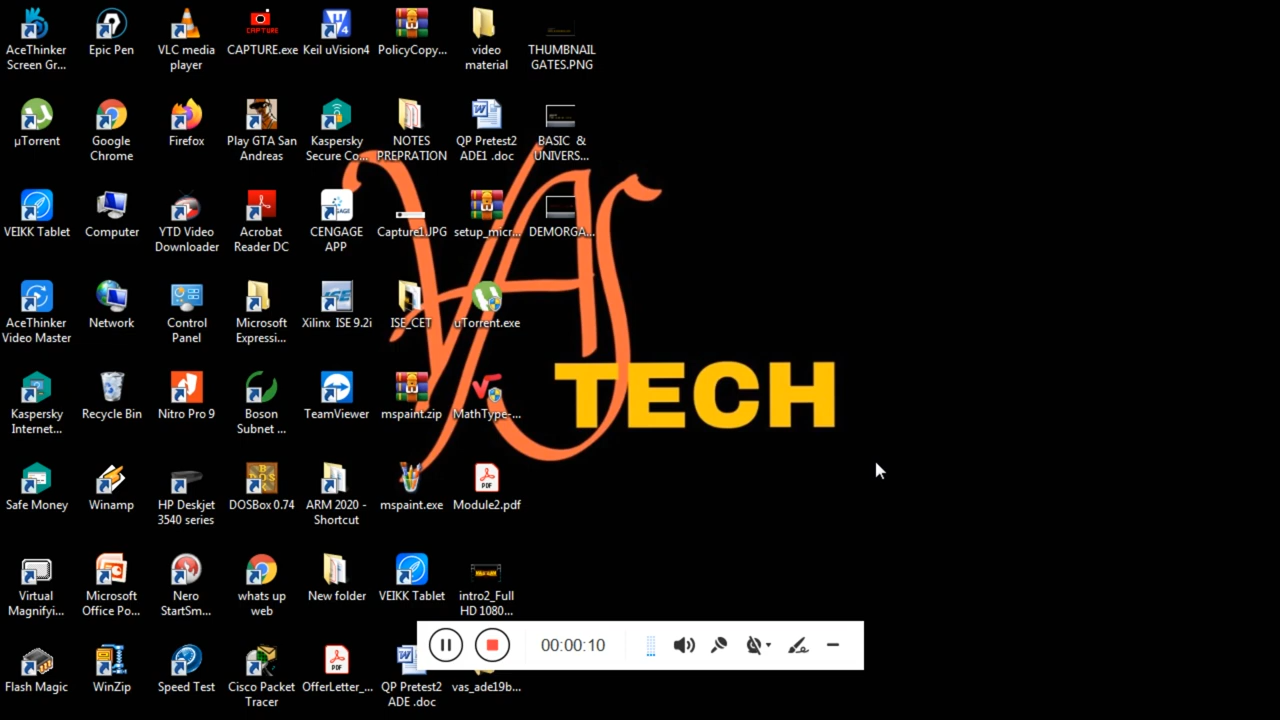 AceThinker
Screen Gr...
Epic Pen
VLC media
player
CAPTURE
CAPTURE.exe
Keil uVision4
PolicyCopy...
video
material
THUMBNAIL
GATES.PNG
µTorrent
Google
Chrome
Firefox
Play GTA San
Andreas
Kaspersky
Secure Co...
NOTES
PREPRATION
QP Pretest2
ADE1 .doc
BASIC &
UNIVERS...
VEIKK Tablet
Computer
YTD Video
Downloader
Acrobat
Reader DC
CENGAGE
APP
Capture1.JPG
setup_micr...
DEMORGA...
AceThinker
Video Master
Network
Control
Panel
Microsoft
Expressi...
Xilinx ISE 9.2i
ISE_CET
uTorrent.exe
VAS
TECH
Kaspersky
Internet...
Recycle Bin
Nitro Pro 9
Boson
Subnet ...
TeamViewer
mspaint.zip
MathType-...
Safe Money
Winamp
HP Deskjet
3540 series
DOSBox 0.74
ARM 2020 -
Shortcut
mspaint.exe
PDF
Module2.pdf
Virtual
Magnifyi...
Microsoft
Office Po...
Nero
StartSm...
whats up
web
New folder
VEIKK Tablet
intro2_Full
HD 1080...
00:00:10
Flash Magic
WinZip
Speed Test
Cisco Packet
Tracer
PDF
OfferLetter_...
QP Pretest2
ADE .doc
vas_ade19b...